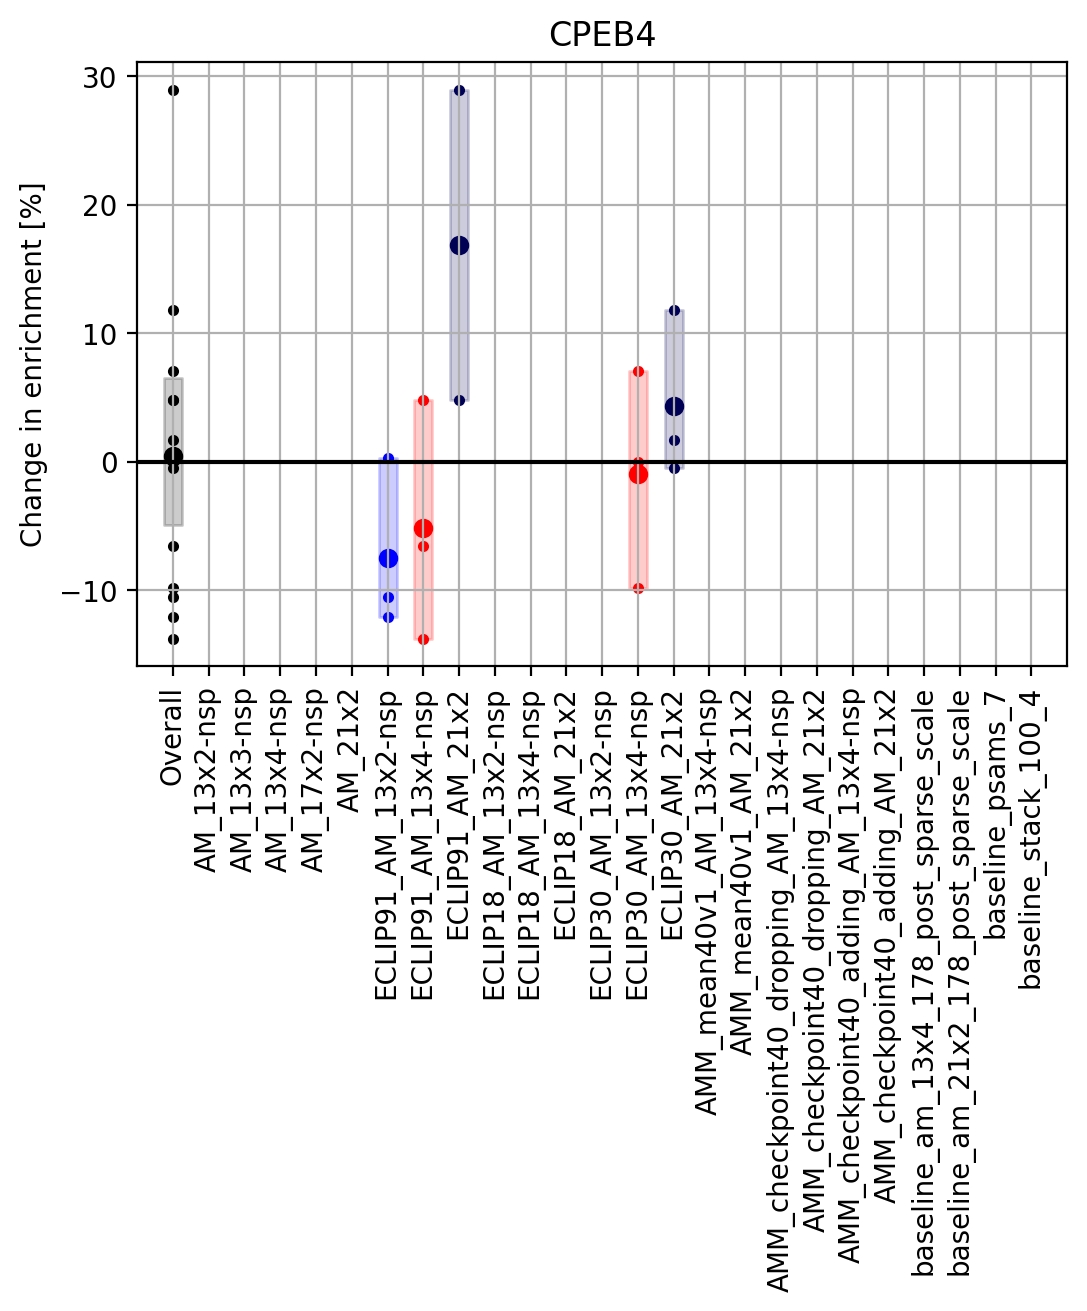 CPEB4
Change in enrichment [%]
30
20
10
0
−10
Overall
AM_13x2-nsp
AM_13x3-nsp
AM_13x4-nsp
AM_17x2-nsp
AM_21x2
ECLIP91_AM_13x2-nsp
ECLIP91_AM_13x4-nsp
ECLIP91_AM_21x2
ECLIP18_AM_13x2-nsp
ECLIP18_AM_13x4-nsp
ECLIP18_AM_21x2
ECLIP30_AM_13x2-nsp
ECLIP30_AM_13x4-nsp
ECLIP30_AM_21x2
AMM_mean40v1_AM_13x4-nsp
AMM_mean40v1_AM_21x2
AMM_checkpoint40_dropping_AM_13x4-nsp
AMM_checkpoint40_dropping_AM_21x2
AMM_checkpoint40_adding_AM_13x4-nsp
AMM_checkpoint40_adding_AM_21x2
baseline_am_13x4_178_post_sparse_scale
baseline_am_21x2_178_post_sparse_scale
baseline_psams_7
baseline_stack_100_4